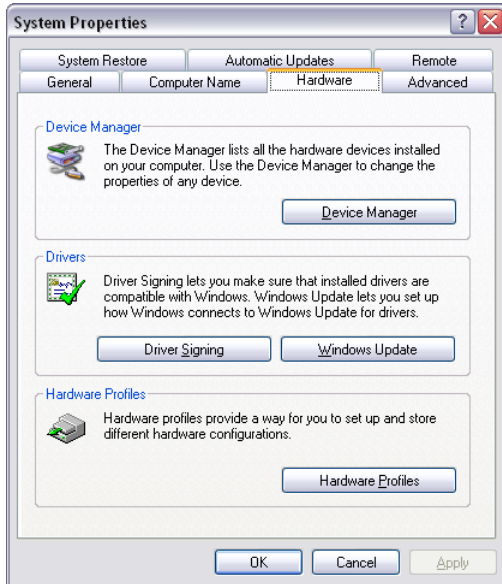 System Properties
System Restore Automatic Updates Remote
General Computer Name Hardware Advanced
Device Manager
The Device Manager lists all the hardware devices installed
on your computer. Use the Device Manager to change the
properties of any device.
Device Manager
Drivers
Driver Signing lets you make sure that installed drivers are
compatible with Windows. Windows Update lets you set up
how Windows connects to Windows Update for drivers.
Driver Signing Windows Update
Hardware Profiles
Hardware profiles provide a way for you to set up and store
different hardware configurations.
Hardware Profiles
OK Cancel Apply